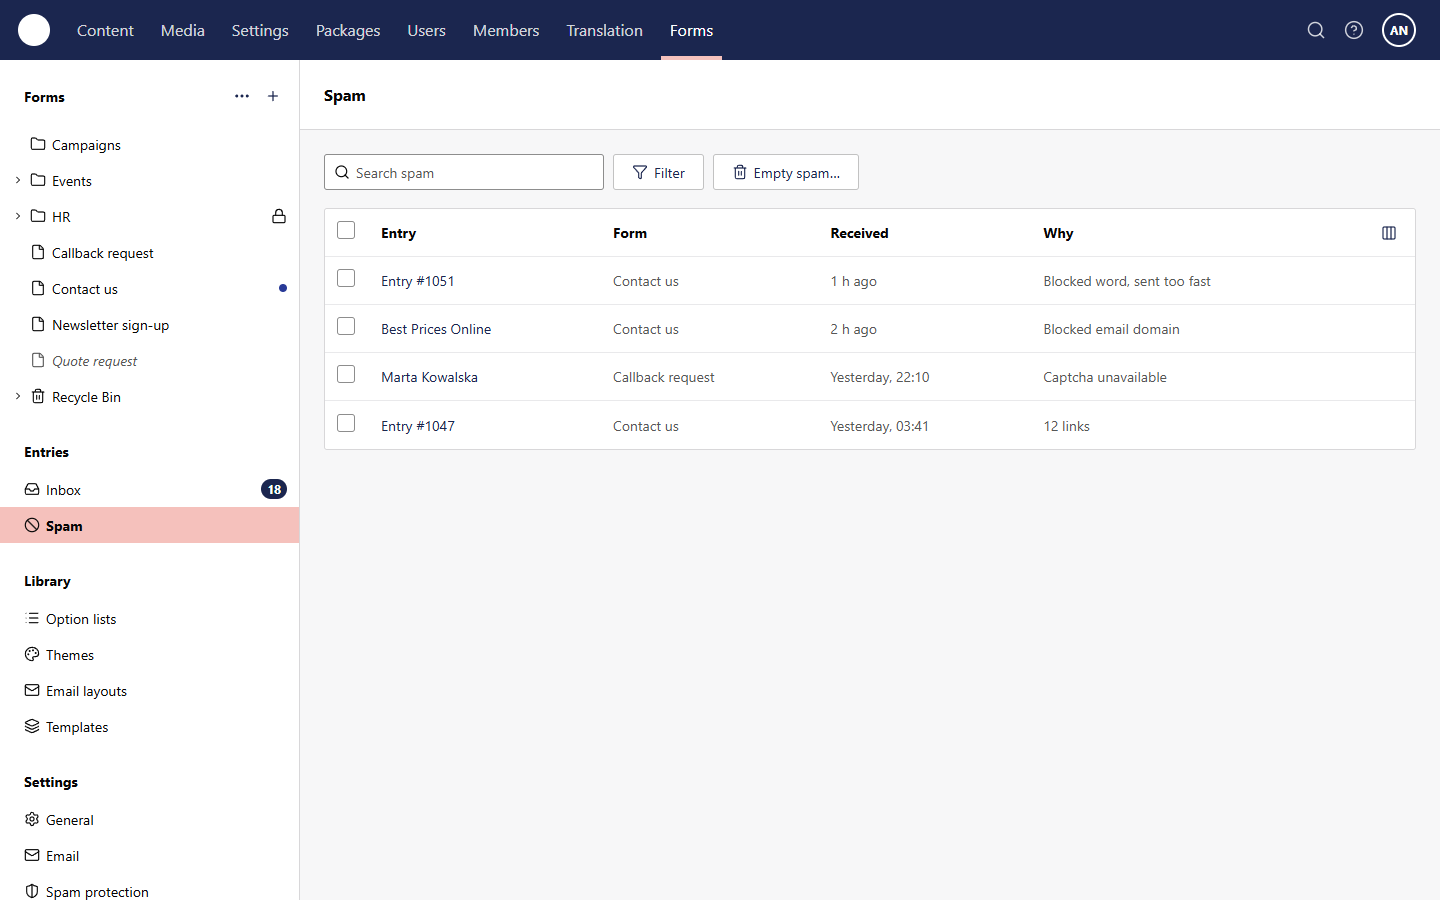 Content Media Settings Packages Users Members Translation Forms AN
Forms
Campaigns
Events
HR
Callback request
Contact us
Newsletter sign-up
Quote request
Recycle Bin
Entries
Inbox 18
Spam
Library
Option lists
Themes
Email layouts
Templates
Settings
General
Email
Spam protection
Spam
Search spam Filter Empty spam...
Entry Form Received Why
Entry #1051 Contact us 1 h ago Blocked word, sent too fast
Best Prices Online Contact us 2 h ago Blocked email domain
Marta Kowalska Callback request Yesterday, 22:10 Captcha unavailable
Entry #1047 Contact us Yesterday, 03:41 12 links